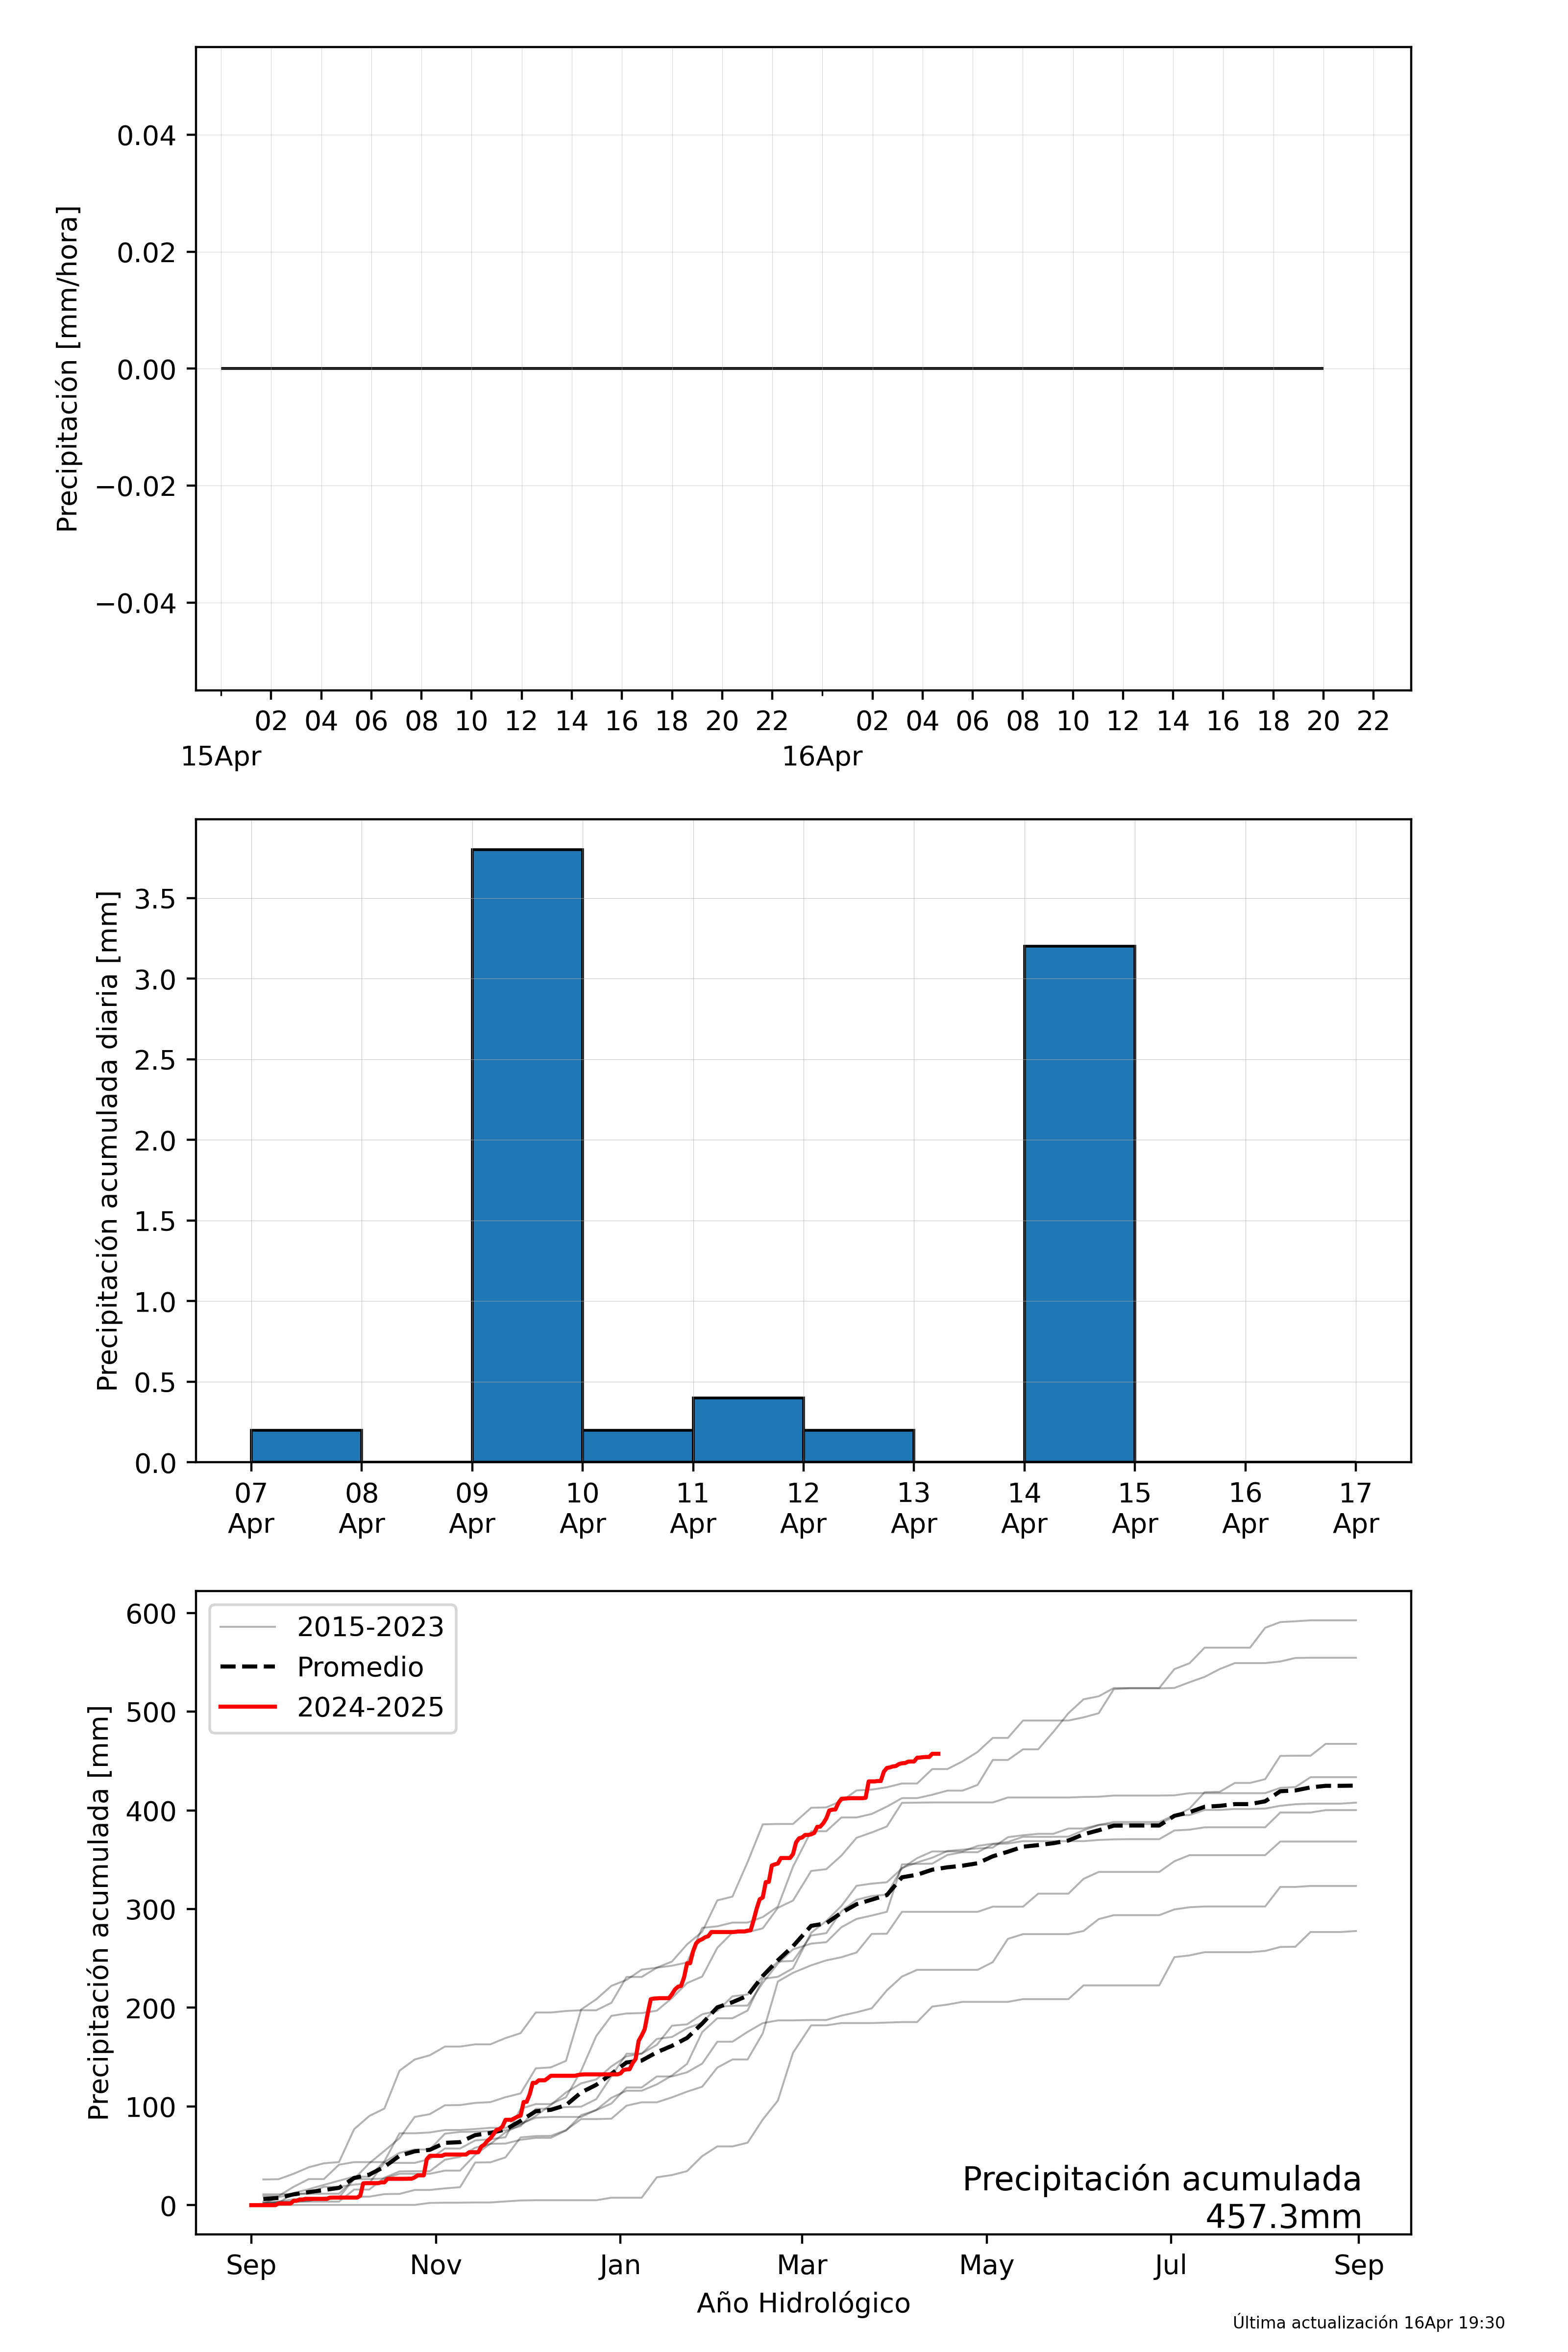 0.04
0.02
0.00
−0.02
−0.04
Precipitación [mm/hora]
02 04 06 08 10 12 14 16 18 20 22 02 04 06 08 10 12 14 16 18 20 22
15Apr 16Apr
3.5
3.0
2.5
2.0
1.5
1.0
0.5
0.0
Precipitación acumulada diaria [mm]
07 08 09 10 11 12 13 14 15 16 17
Apr Apr Apr Apr Apr Apr Apr Apr Apr Apr Apr
600
500
400
300
200
100
0
Precipitación acumulada [mm]
2015-2023
Promedio
2024-2025
Precipitación acumulada
457.3mm
Sep Nov Jan Mar May Jul Sep
Año Hidrológico
Última actualización 16Apr 19:30